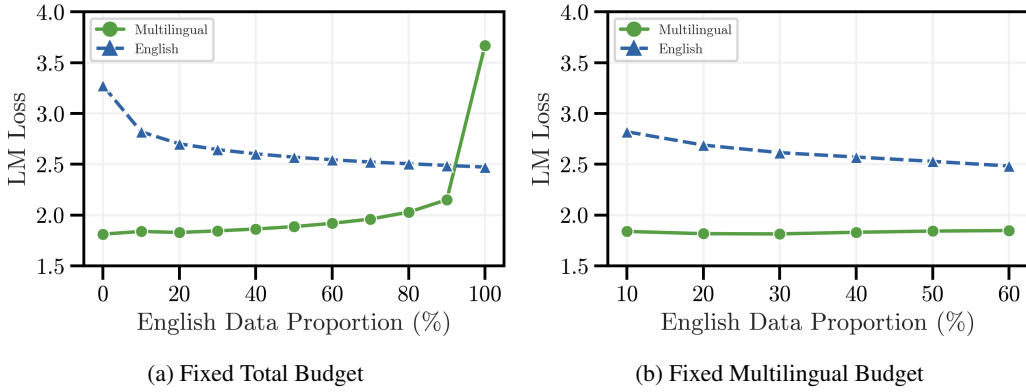 4.0
3.5
3.0
2.5
2.0
1.5
LM Loss
Multilingual
English
0 20 40 60 80 100
English Data Proportion (%)
(a) Fixed Total Budget
4.0
3.5
3.0
2.5
2.0
1.5
LM Loss
Multilingual
English
10 20 30 40 50 60
English Data Proportion (%)
(b) Fixed Multilingual Budget